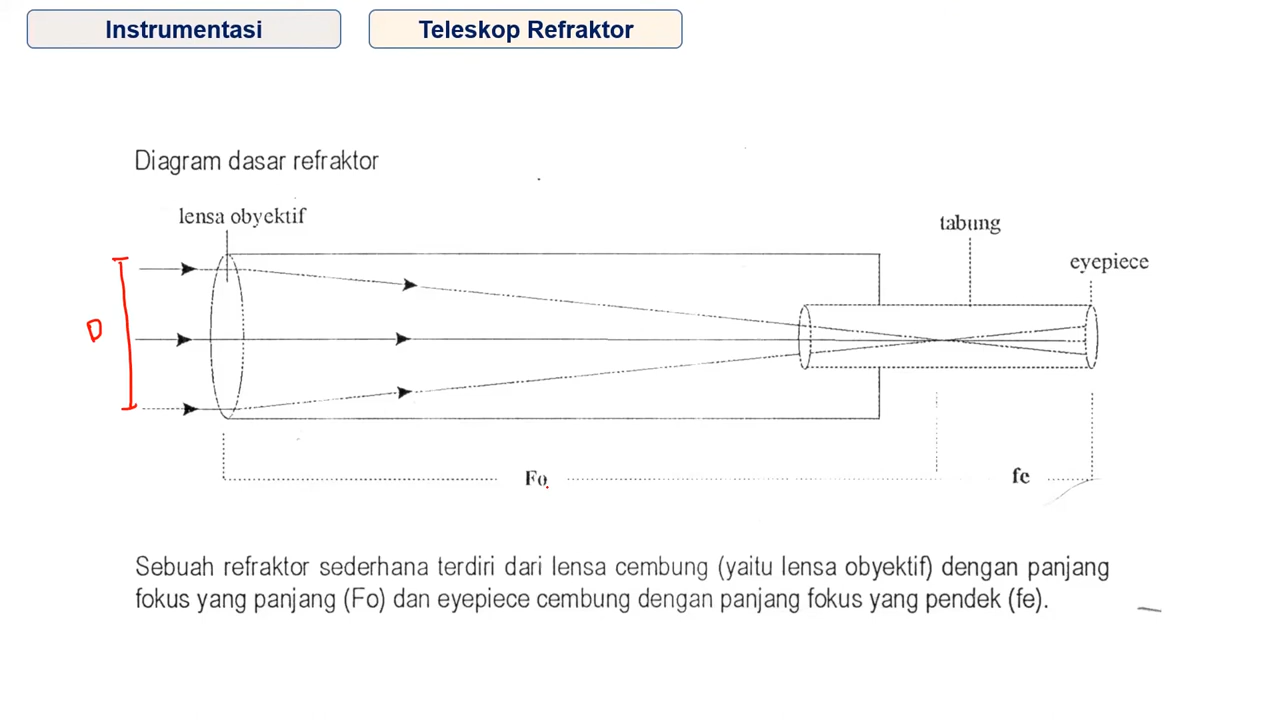 Instrumentasi
Teleskop Refraktor
Diagram dasar refraktor
lensa obyektif
tabung
eyepiece
D
Fo
fe
Sebuah refraktor sederhana terdiri dari lensa cembung (yaitu lensa obyektif) dengan panjang
fokus yang panjang (Fo) dan eyepiece cembung dengan panjang fokus yang pendek (fe).